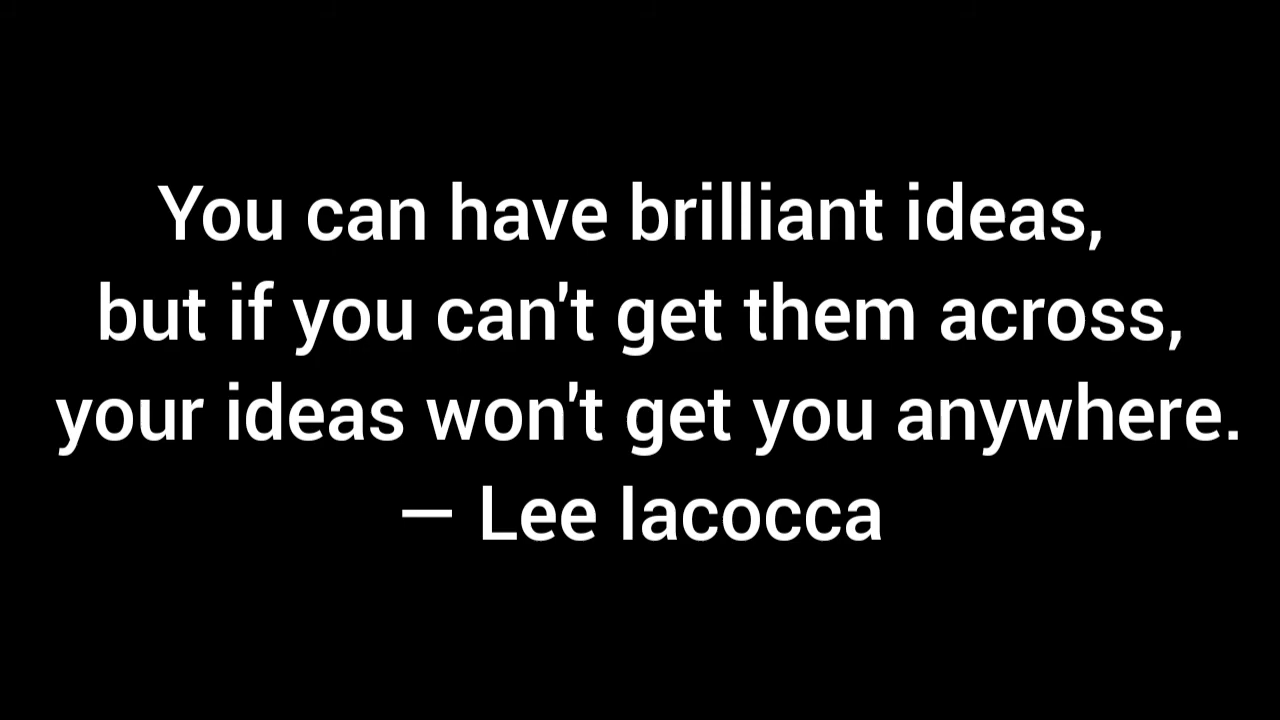 You can have brilliant ideas,
but if you can't get them across,
your ideas won't get you anywhere.
— Lee Iacocca